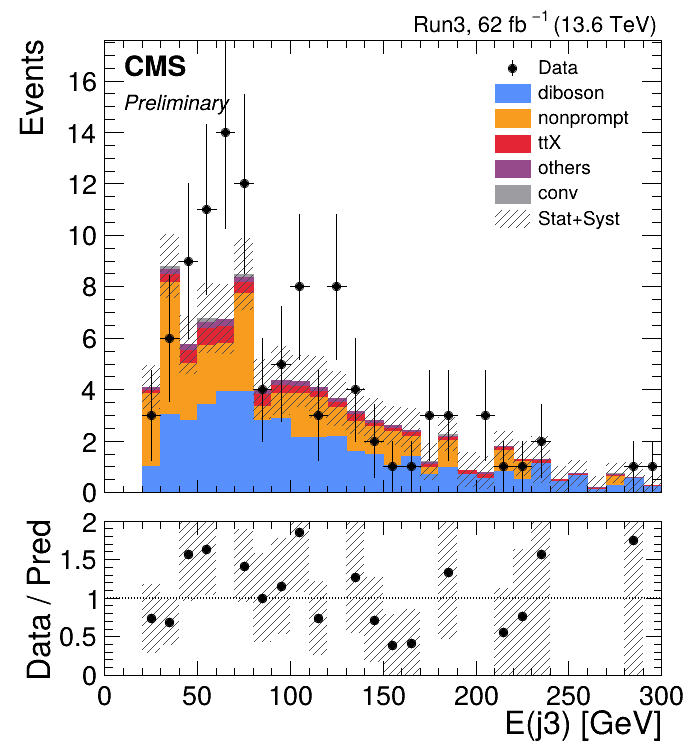 Run3, 62 fb⁻¹ (13.6 TeV)
CMS
Preliminary
Events
16
14
12
10
8
6
4
2
0
Data
diboson
nonprompt
ttX
others
conv
Stat+Syst
Data / Pred
2
1.5
1
0.5
0
0 50 100 150 200 250 300
E(j3) [GeV]